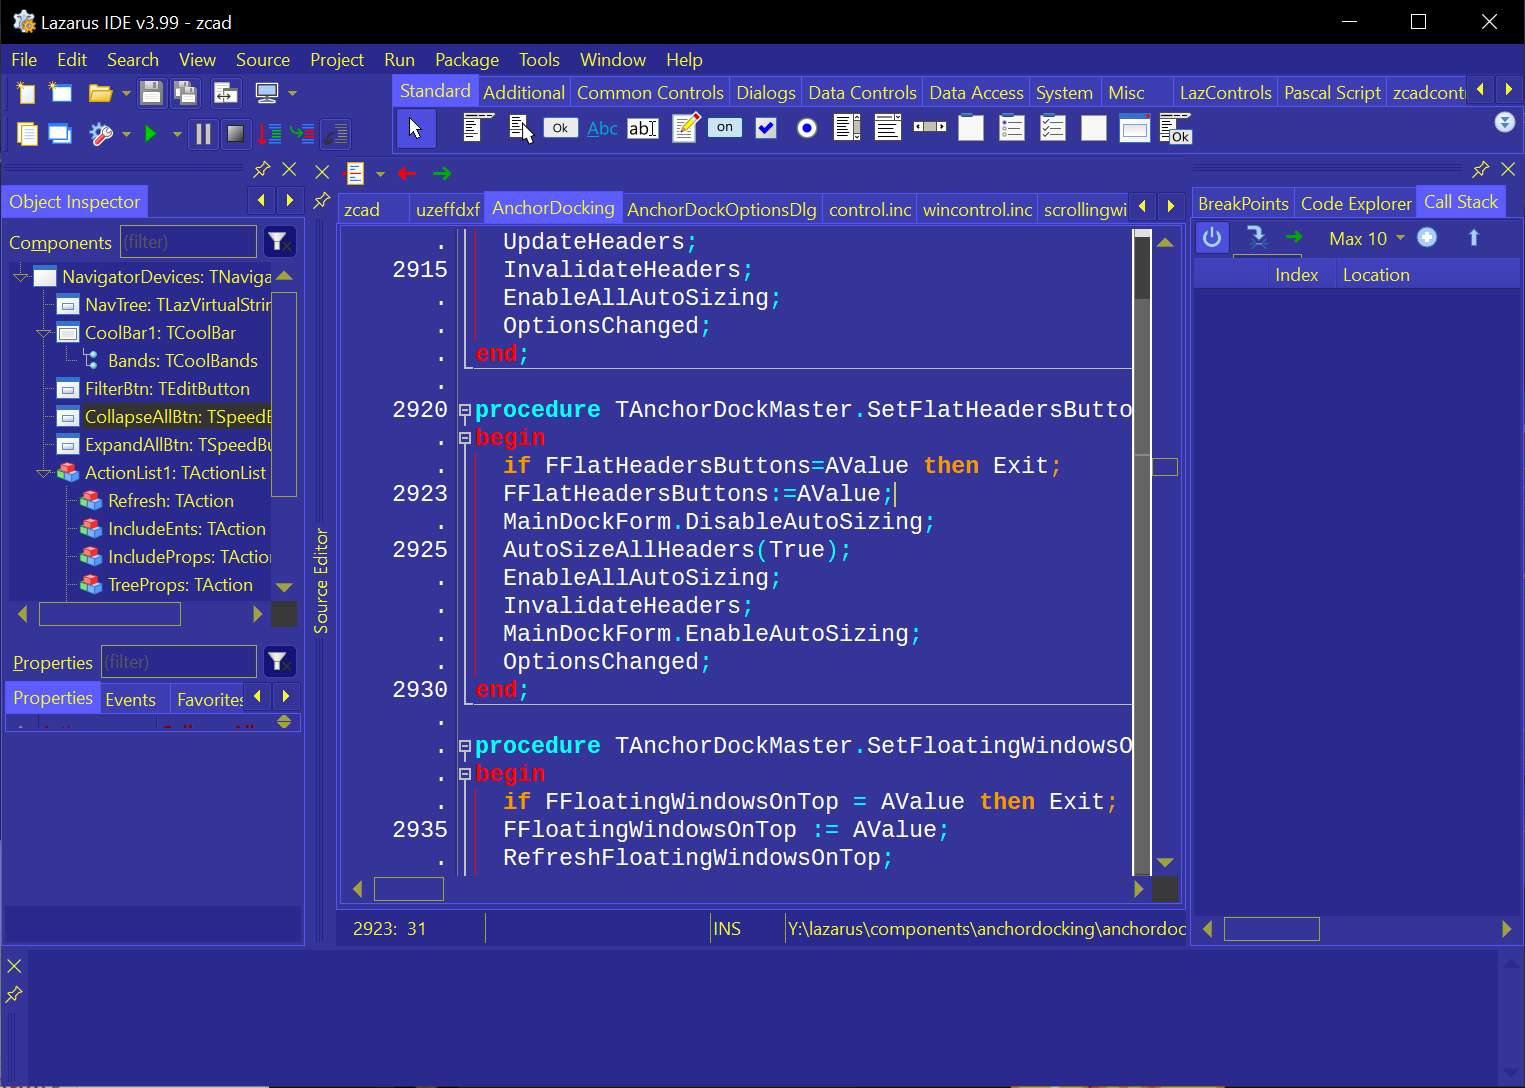 Lazarus IDE v3.99 - zcad
File Edit Search View Source Project Run Package Tools Window Help
Standard Additional Common Controls Dialogs Data Controls Data Access System Misc LazControls Pascal Script zcadcont
Ok Abc ab on Ok
Object Inspector
Components (filter)
NavigatorDevices: TNaviga
NavTree: TLazVirtualStrin
CoolBar1: TCoolBar
Bands: TCoolBands
FilterBtn: TEditButton
CollapseAllBtn: TSpeedB
ExpandAllBtn: TSpeedBu
ActionList1: TActionList
Refresh: TAction
IncludeEnts: TAction
IncludeProps: TAction
TreeProps: TAction
Properties (filter)
Properties Events Favorites
Source Editor
zcad uzeffdxf AnchorDocking AnchorDockOptionsDlg control.inc wincontrol.inc scrollingwi
. UpdateHeaders;
2915 InvalidateHeaders;
. EnableAllAutoSizing;
. OptionsChanged;
. end;
.
2920 procedure TAnchorDockMaster.SetFlatHeadersButto
. begin
. if FFlatHeadersButtons=AValue then Exit;
2923 FFlatHeadersButtons:=AValue;
. MainDockForm.DisableAutoSizing;
2925 AutoSizeAllHeaders(True);
. EnableAllAutoSizing;
. InvalidateHeaders;
. MainDockForm.EnableAutoSizing;
. OptionsChanged;
2930 end;
.
. procedure TAnchorDockMaster.SetFloatingWindowsO
. begin
. if FFloatingWindowsOnTop = AValue then Exit;
2935 FFloatingWindowsOnTop := AValue;
. RefreshFloatingWindowsOnTop;
2923: 31 INS Y:\lazarus\components\anchordocking\anchordoc
BreakPoints Code Explorer Call Stack
Max 10
Index Location